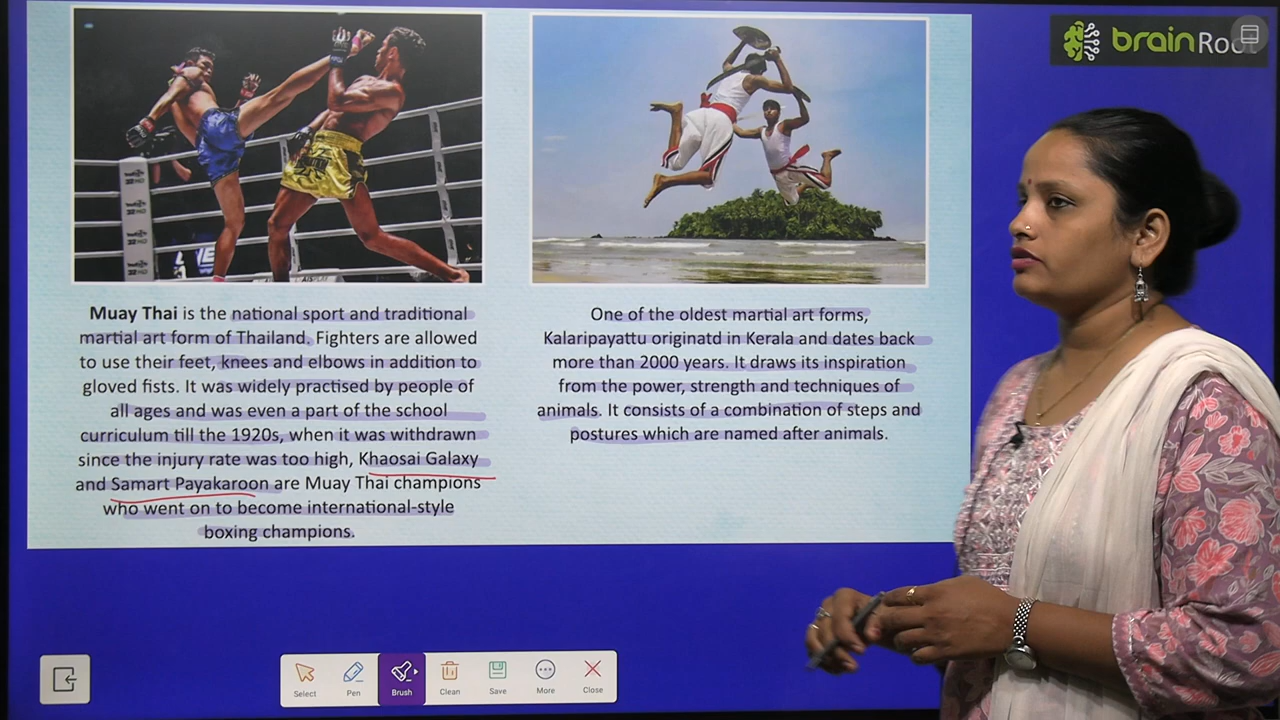 brainRoot
Muay Thai is the national sport and traditional
martial art form of Thailand. Fighters are allowed
to use their feet, knees and elbows in addition to
gloved fists. It was widely practised by people of
all ages and was even a part of the school
curriculum till the 1920s, when it was withdrawn
since the injury rate was too high, Khaosai Galaxy
and Samart Payakaroon are Muay Thai champions
who went on to become international-style
boxing champions.
One of the oldest martial art forms,
Kalaripayattu originatd in Kerala and dates back
more than 2000 years. It draws its inspiration
from the power, strength and techniques of
animals. It consists of a combination of steps and
postures which are named after animals.
Select
Pen
Brush
Clean
Save
More
Close